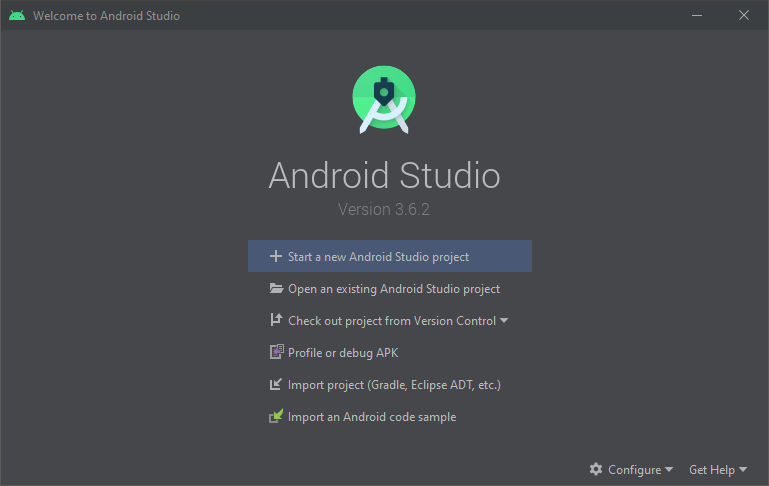 Welcome to Android Studio
Android Studio
Version 3.6.2
Start a new Android Studio project
Open an existing Android Studio project
Check out project from Version Control
Profile or debug APK
Import project (Gradle, Eclipse ADT, etc.)
Import an Android code sample
Configure Get Help